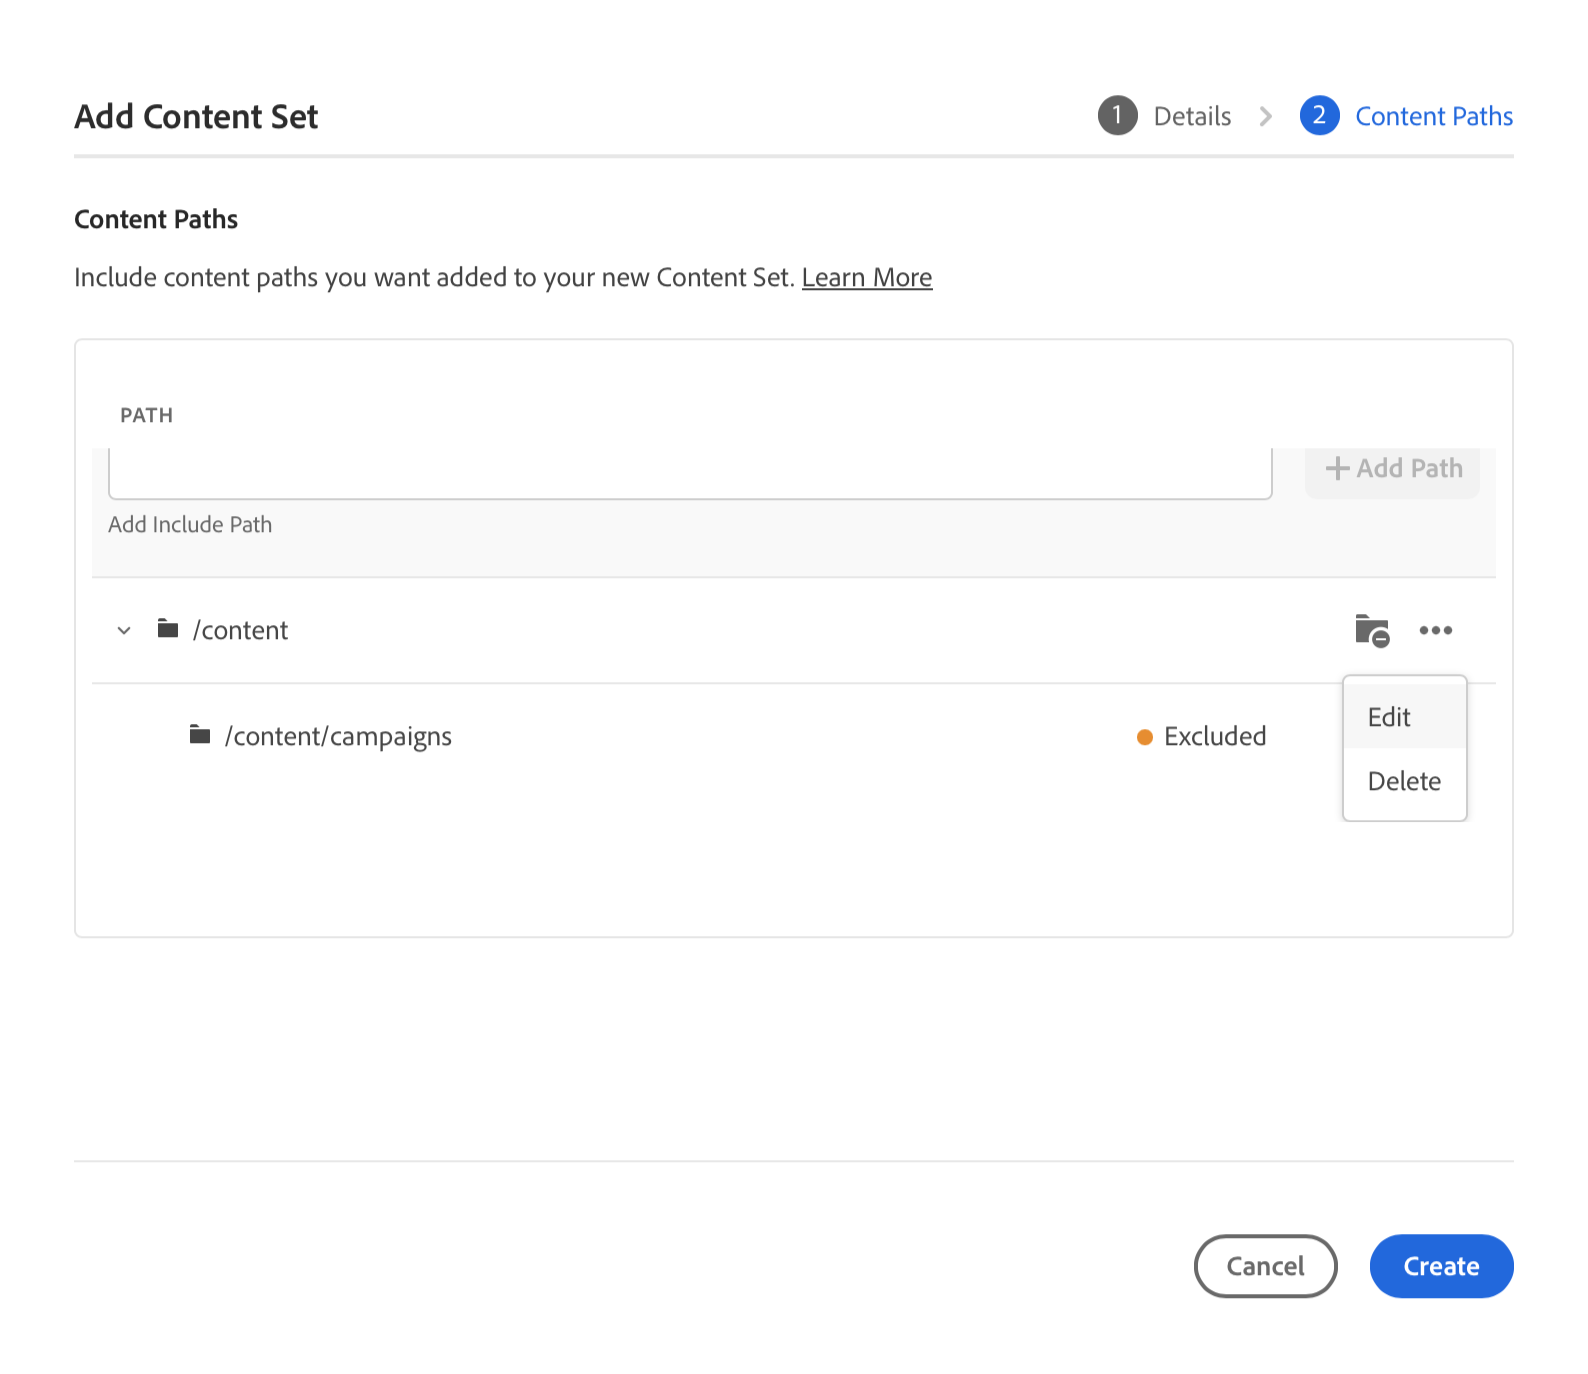 Add Content Set
1 Details > 2 Content Paths
Content Paths
Include content paths you want added to your new Content Set. Learn More
PATH
+ Add Path
Add Include Path
/content
Edit
/content/campaigns Excluded
Delete
Cancel Create